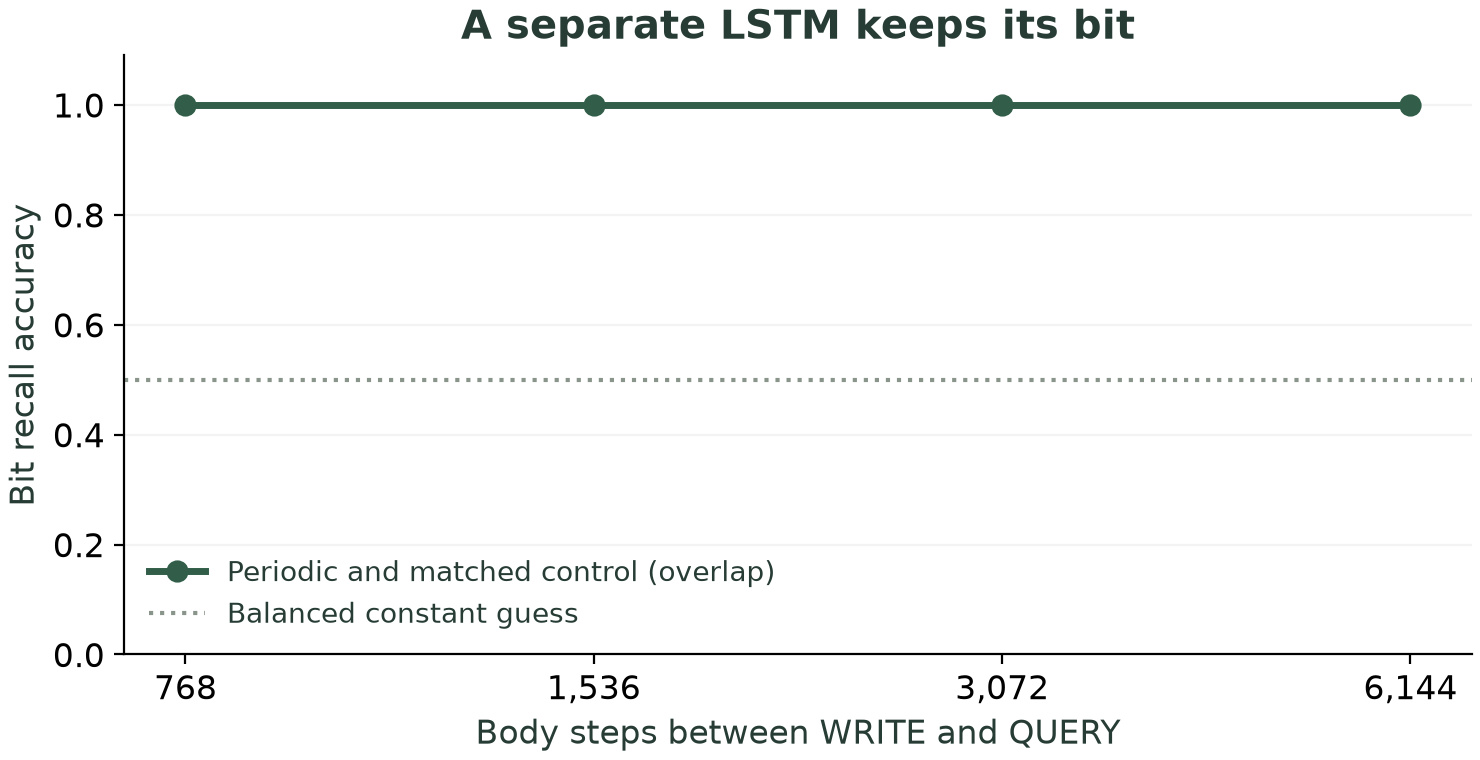 A separate LSTM keeps its bit
Bit recall accuracy
1.0
0.8
0.6
0.4
0.2
0.0
Periodic and matched control (overlap)
Balanced constant guess
768
1,536
3,072
6,144
Body steps between WRITE and QUERY